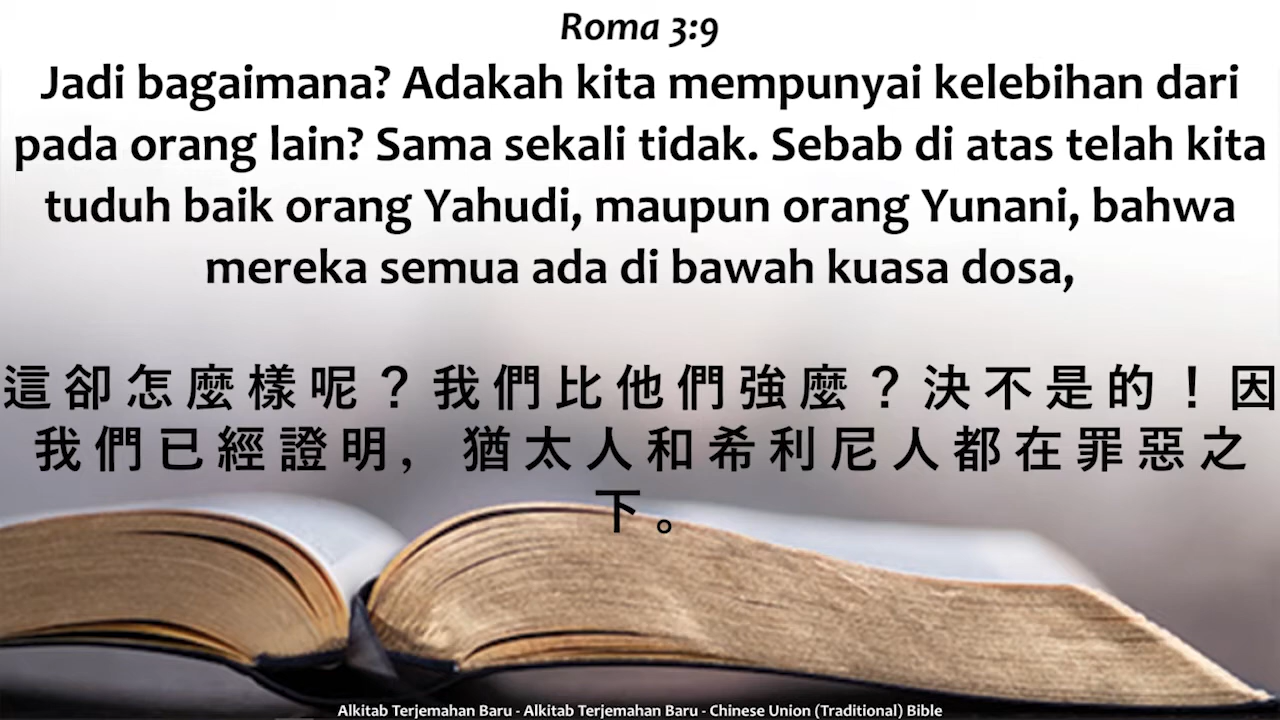 Roma 3:9
Jadi bagaimana? Adakah kita mempunyai kelebihan dari
pada orang lain? Sama sekali tidak. Sebab di atas telah kita
tuduh baik orang Yahudi, maupun orang Yunani, bahwa
mereka semua ada di bawah kuasa dosa,
這 卻 怎 麼 樣 呢 ？ 我 們 比 他 們 強 麼 ？ 決 不 是 的 ！ 因
我 們 已 經 證 明 ， 猶 太 人 和 希 利 尼 人 都 在 罪 惡 之
下 。
Alkitab Terjemahan Baru - Alkitab Terjemahan Baru - Chinese Union (Traditional) Bible